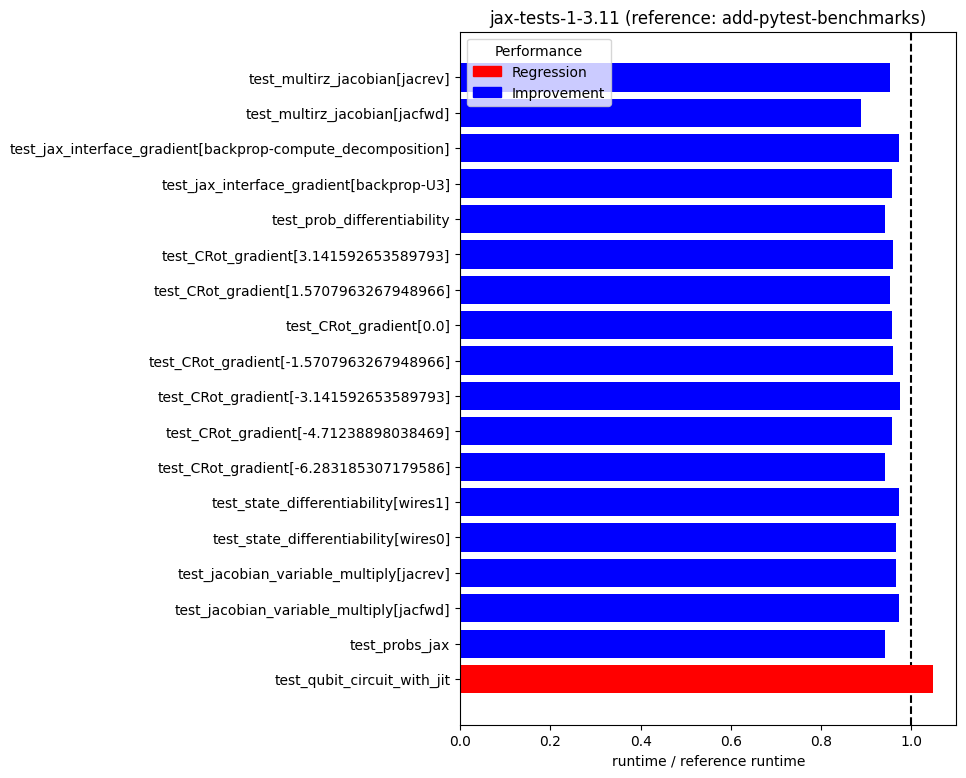 jax-tests-1-3.11 (reference: add-pytest-benchmarks)
Performance
Regression
Improvement
test_multirz_jacobian[jacrev]
test_multirz_jacobian[jacfwd]
test_jax_interface_gradient[backprop-compute_decomposition]
test_jax_interface_gradient[backprop-U3]
test_prob_differentiability
test_CRot_gradient[3.141592653589793]
test_CRot_gradient[1.5707963267948966]
test_CRot_gradient[0.0]
test_CRot_gradient[-1.5707963267948966]
test_CRot_gradient[-3.141592653589793]
test_CRot_gradient[-4.71238898038469]
test_CRot_gradient[-6.283185307179586]
test_state_differentiability[wires1]
test_state_differentiability[wires0]
test_jacobian_variable_multiply[jacrev]
test_jacobian_variable_multiply[jacfwd]
test_probs_jax
test_qubit_circuit_with_jit
0.0 0.2 0.4 0.6 0.8 1.0
runtime / reference runtime